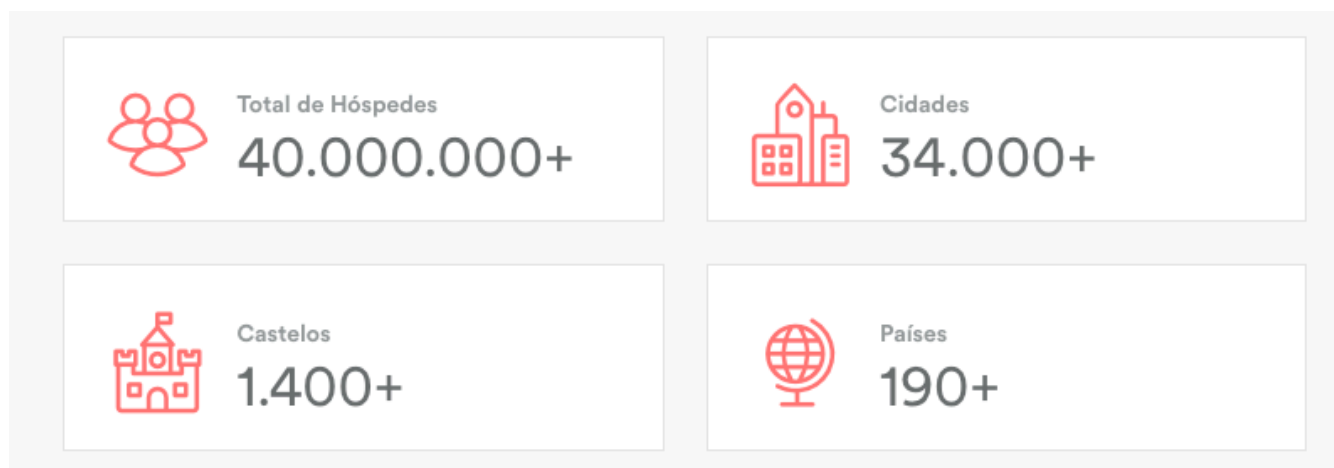 Total de Hóspedes
40.000.000+
Cidades
34.000+
Castelos
1.400+
Países
190+